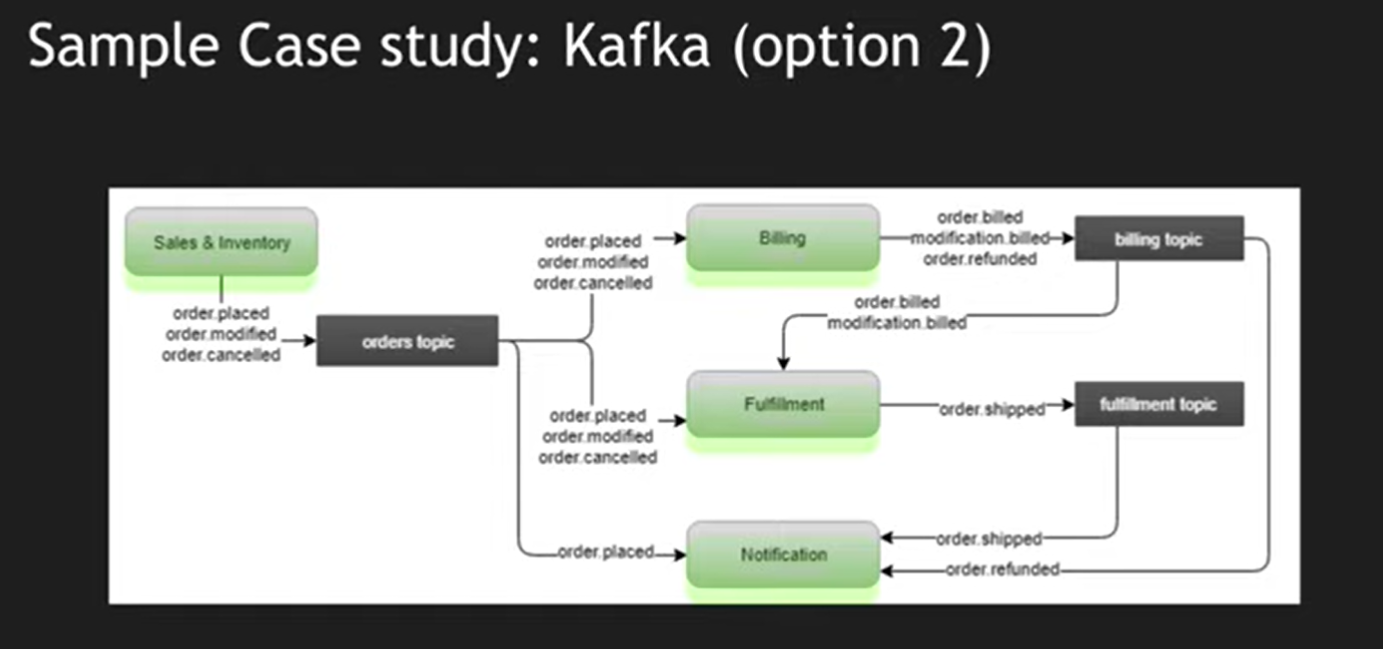 Sample Case study: Kafka (option 2)
Sales & Inventory
order.placed
order.modified
order.cancelled
orders topic
order.placed
order.modified
order.cancelled
Billing
order.billed
modification.billed
order.refunded
billing topic
order.billed
modification.billed
order.placed
order.modified
order.cancelled
Fulfillment
order.shipped
fulfillment topic
order.placed
Notification
order.shipped
order.refunded